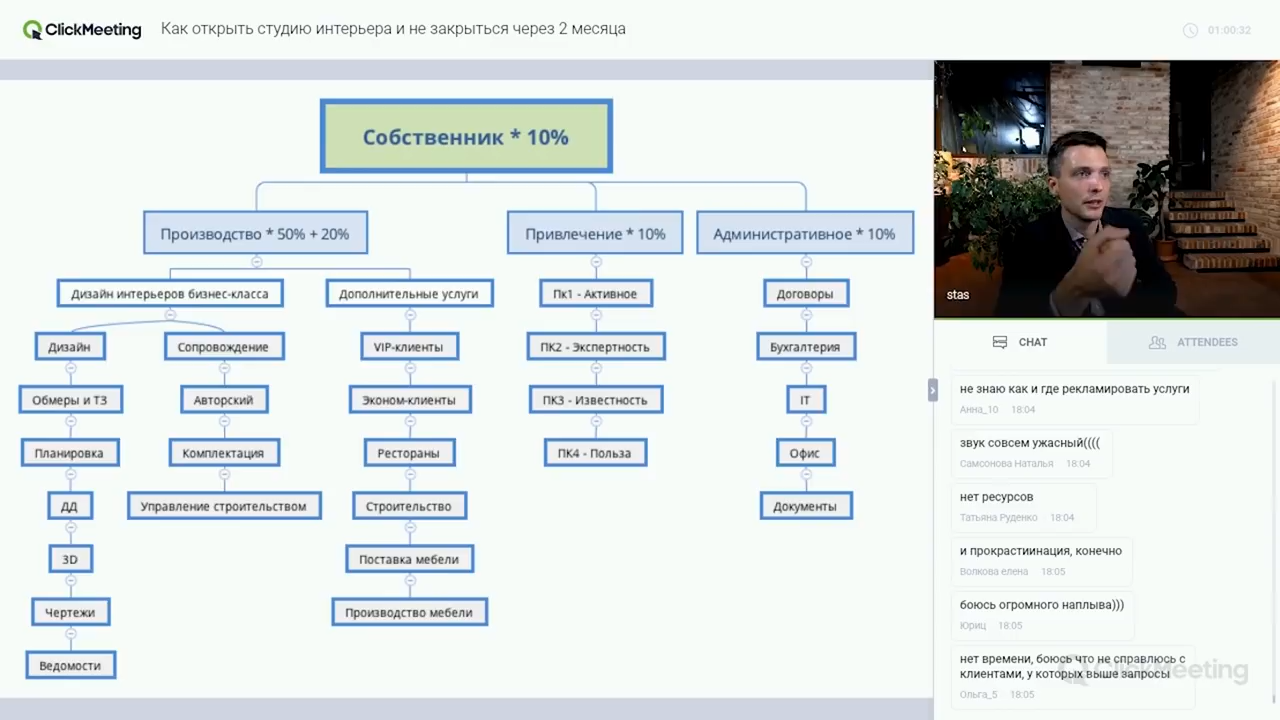 ClickMeeting
Как открыть студию интерьера и не закрыться через 2 месяца
01:00:32
Собственник * 10%
Производство * 50% + 20%
Привлечение * 10%
Административное * 10%
Дизайн интерьеров бизнес-класса
Дополнительные услуги
Пк1 - Активное
Договоры
Дизайн
Сопровождение
VIP-клиенты
ПК2 - Экспертность
Бухгалтерия
Обмеры и ТЗ
Авторский
Эконом-клиенты
ПК3 - Известность
IT
Планировка
Комплектация
Рестораны
ПК4 - Польза
Офис
ДД
Управление строительством
Строительство
Документы
3D
Поставка мебели
Чертежи
Производство мебели
Ведомости
stas
CHAT
ATTENDEES
не знаю как и где рекламировать услуги
Анна_10 18:04
звук совсем ужасный((((
Самсонова Наталья 18:04
нет ресурсов
Татьяна Руденко 18:04
и прокрастиинация, конечно
Волкова елена 18:05
боюсь огромного наплыва)))
Юриц 18:05
нет времени, боюсь что не справлюсь с
клиентами, у которых выше запросы
Ольга_5 18:05
ClickMeeting